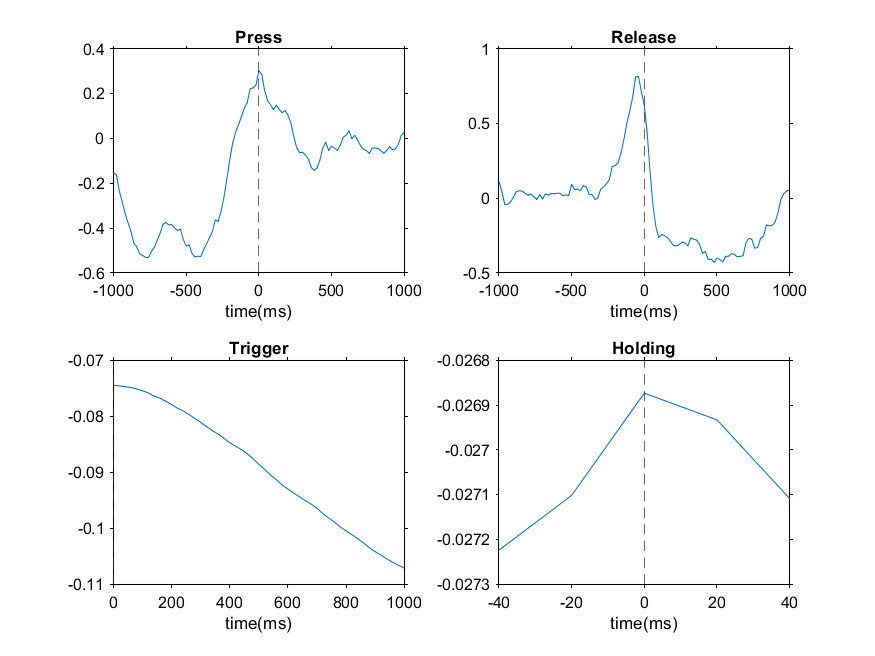 Press
0.4
0.2
0
-0.2
-0.4
-0.6
-1000 -500 0 500 1000
time(ms)
Release
1
0.5
0
-0.5
-1000 -500 0 500 1000
time(ms)
Trigger
-0.07
-0.08
-0.09
-0.1
-0.11
0 200 400 600 800 1000
time(ms)
Holding
-0.0268
-0.0269
-0.027
-0.0271
-0.0272
-0.0273
-40 -20 0 20 40
time(ms)